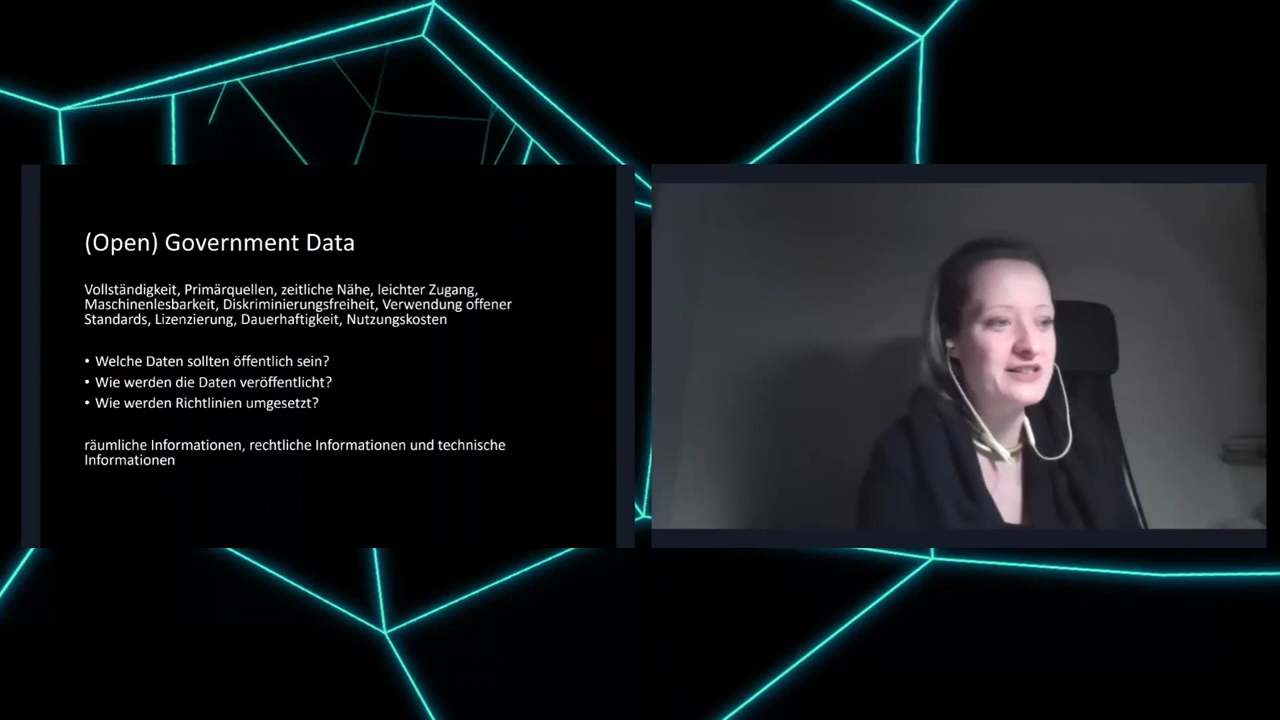 (Open) Government Data
Vollständigkeit, Primärquellen, zeitliche Nähe, leichter Zugang,
Maschinenlesbarkeit, Diskriminierungsfreiheit, Verwendung offener
Standards, Lizenzierung, Dauerhaftigkeit, Nutzungskosten
• Welche Daten sollten öffentlich sein?
• Wie werden die Daten veröffentlicht?
• Wie werden Richtlinien umgesetzt?
räumliche Informationen, rechtliche Informationen und technische
Informationen